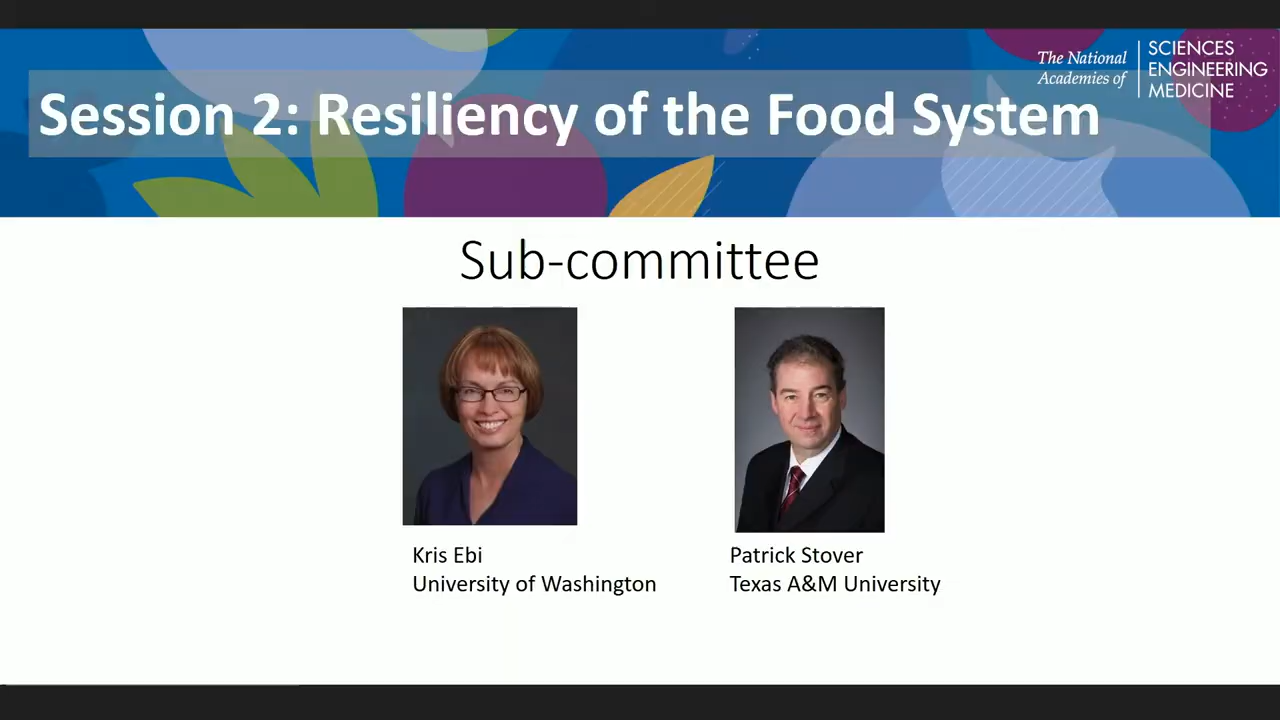 The National
Academies of
SCIENCES
ENGINEERING
MEDICINE
Session 2: Resiliency of the Food System
Sub-committee
Kris Ebi
University of Washington
Patrick Stover
Texas A&M University